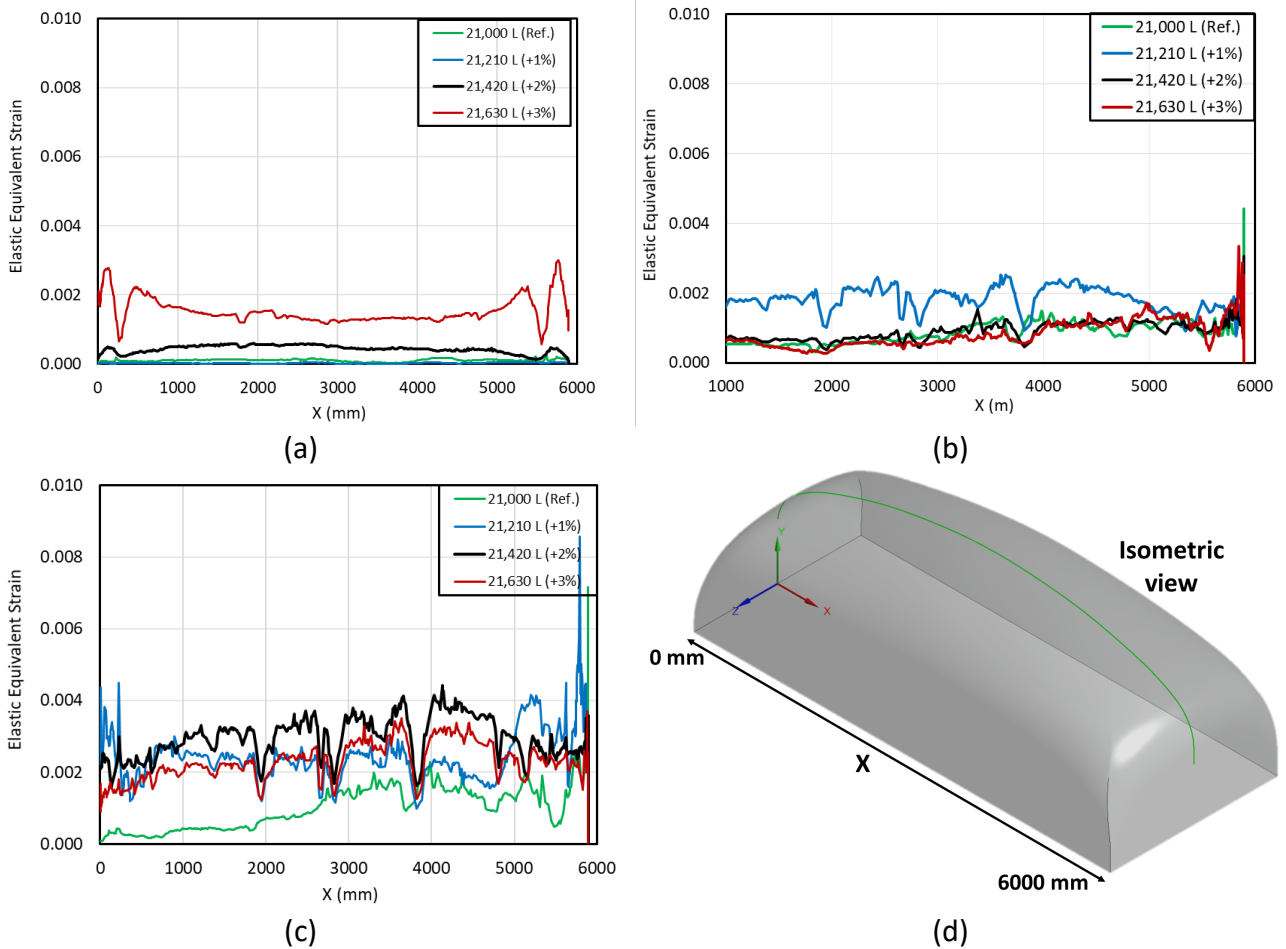 0.010
0.008
0.006
0.004
0.002
0.000
Elastic Equivalent Strain
21,000 L (Ref.)
21,210 L (+1%)
21,420 L (+2%)
21,630 L (+3%)
0 1000 2000 3000 4000 5000 6000
X (mm)
(a)
0.010
0.008
0.006
0.004
0.002
0.000
Elastic Equivalent Strain
21,000 L (Ref.)
21,210 L (+1%)
21,420 L (+2%)
21,630 L (+3%)
1000 2000 3000 4000 5000 6000
X (m)
(b)
0.010
0.008
0.006
0.004
0.002
0.000
Elastic Equivalent Strain
21,000 L (Ref.)
21,210 L (+1%)
21,420 L (+2%)
21,630 L (+3%)
0 1000 2000 3000 4000 5000 6000
X (mm)
(c)
Isometric
view
Y
Z
X
0 mm
X
6000 mm
(d)